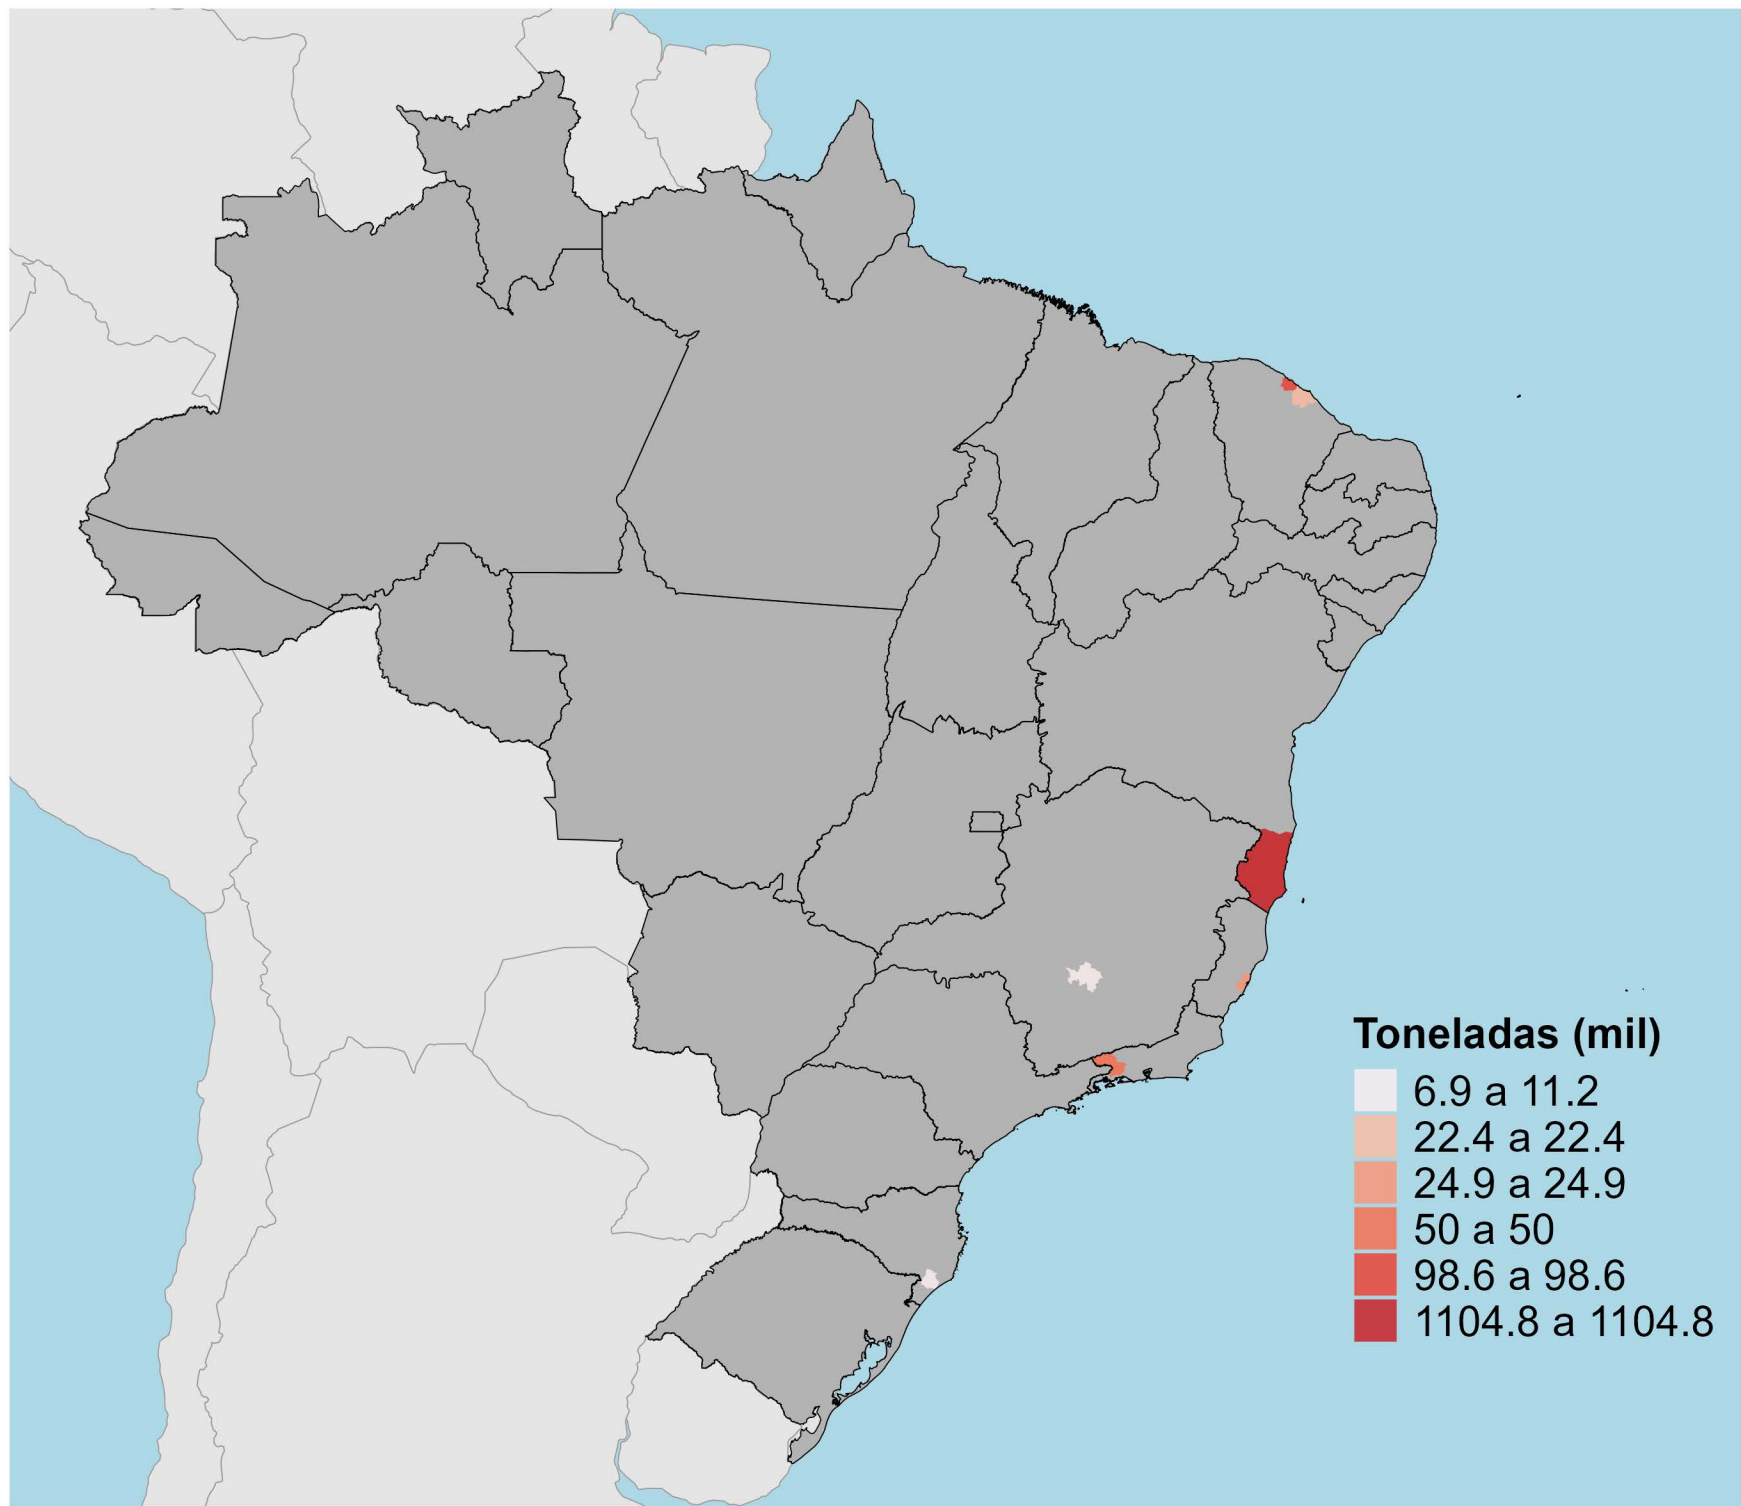 Toneladas (mil)
6.9 a 11.2
22.4 a 22.4
24.9 a 24.9
50 a 50
98.6 a 98.6
1104.8 a 1104.8